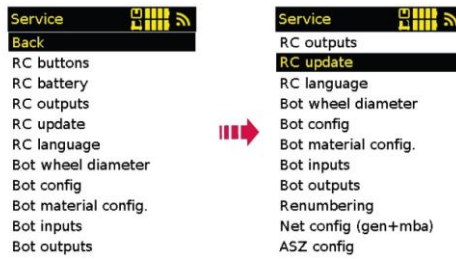 Service
Back
RC buttons
RC battery
RC outputs
RC update
RC language
Bot wheel diameter
Bot config
Bot material config.
Bot inputs
Bot outputs
Service
RC outputs
RC update
RC language
Bot wheel diameter
Bot config
Bot material config.
Bot inputs
Bot outputs
Renumbering
Net config (gen+mba)
ASZ config